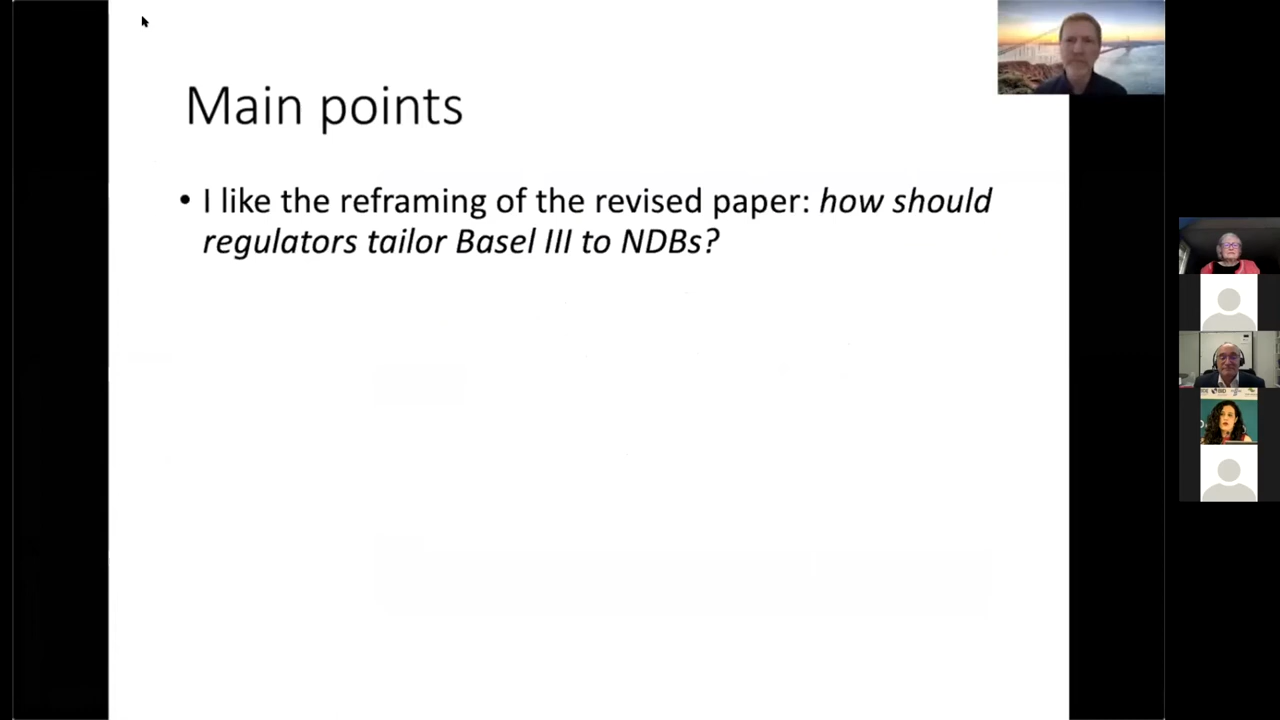 Main points
• I like the reframing of the revised paper: how should
regulators tailor Basel III to NDBs?